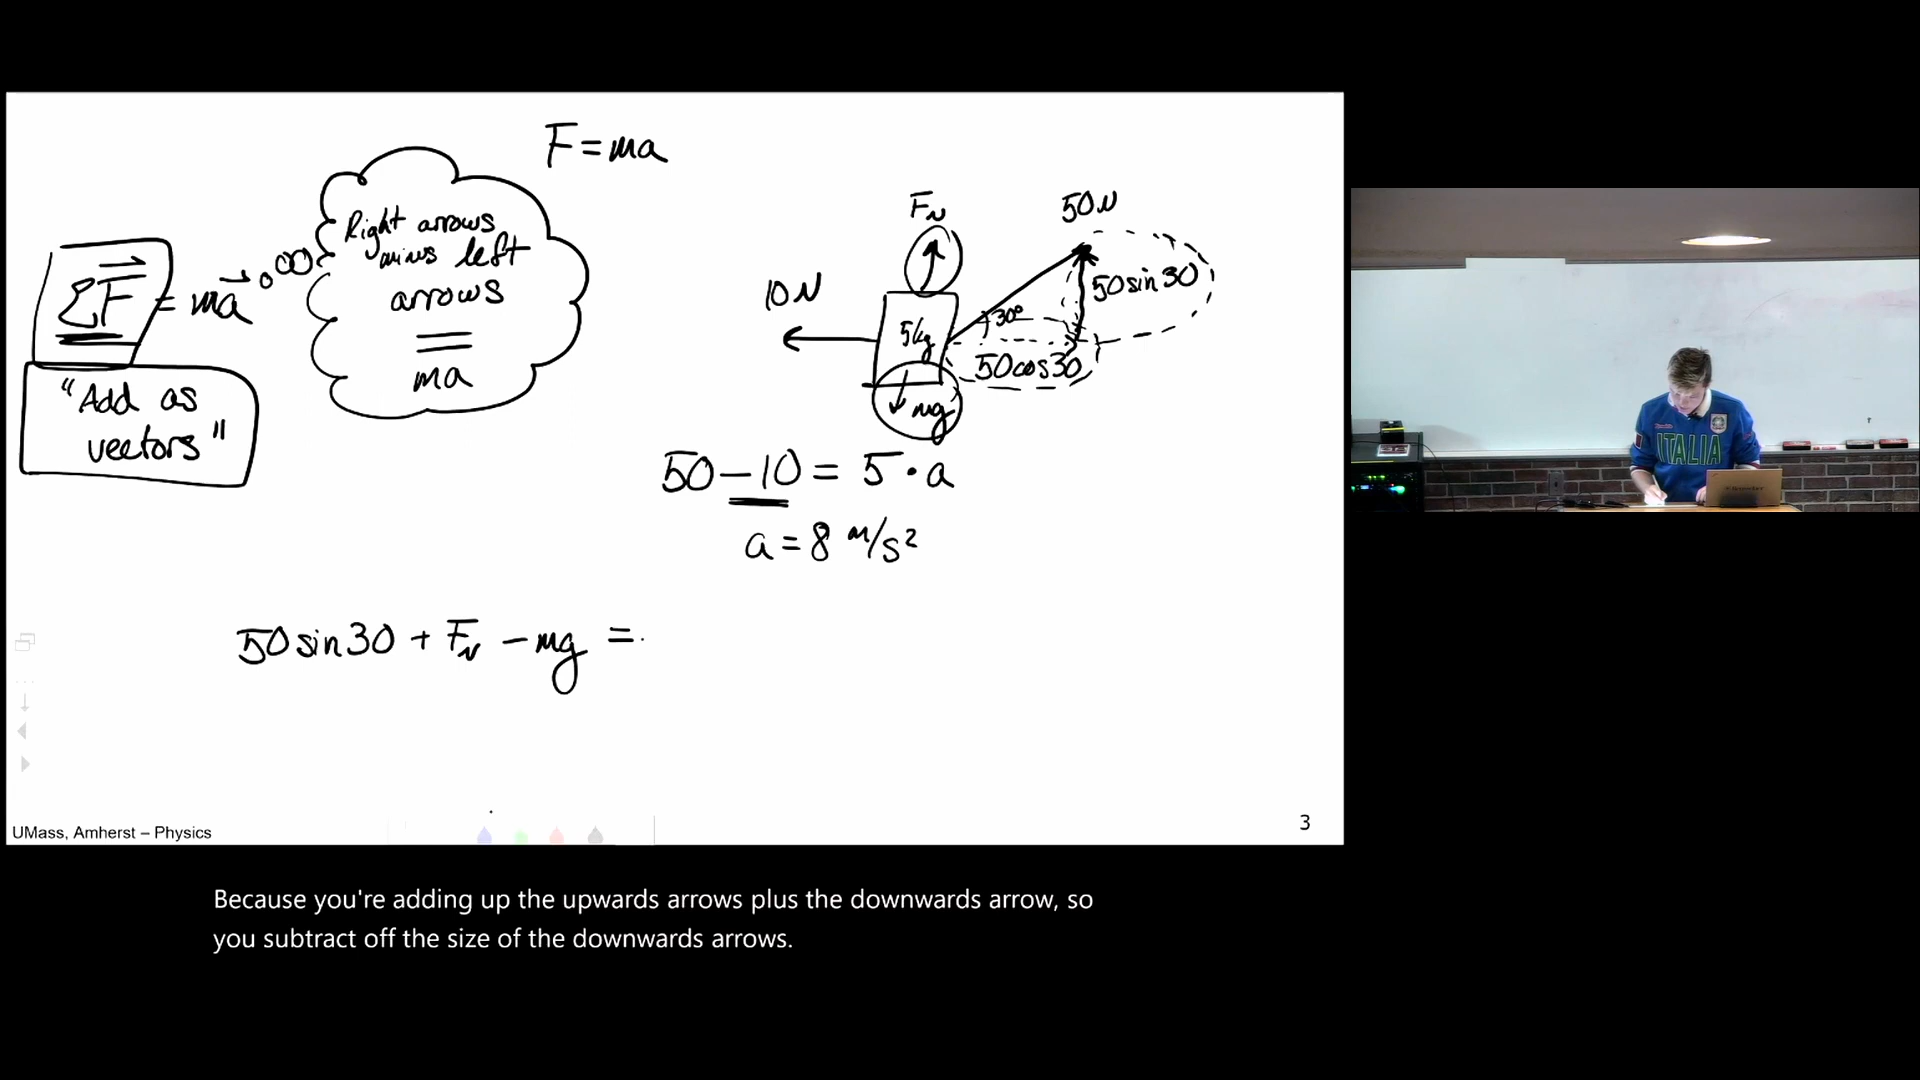 F = ma
Right arrows
minus left
arrows
=
ma
ΣF = ma
"Add as
vectors"
F_N
50N
10 N
50sin30
30°
5kg
50cos30
mg
50 - 10 = 5 · a
a = 8 m/s²
50sin30 + F_N - mg =
UMass, Amherst – Physics
3
ITALIA
Because you're adding up the upwards arrows plus the downwards arrow, so
you subtract off the size of the downwards arrows.